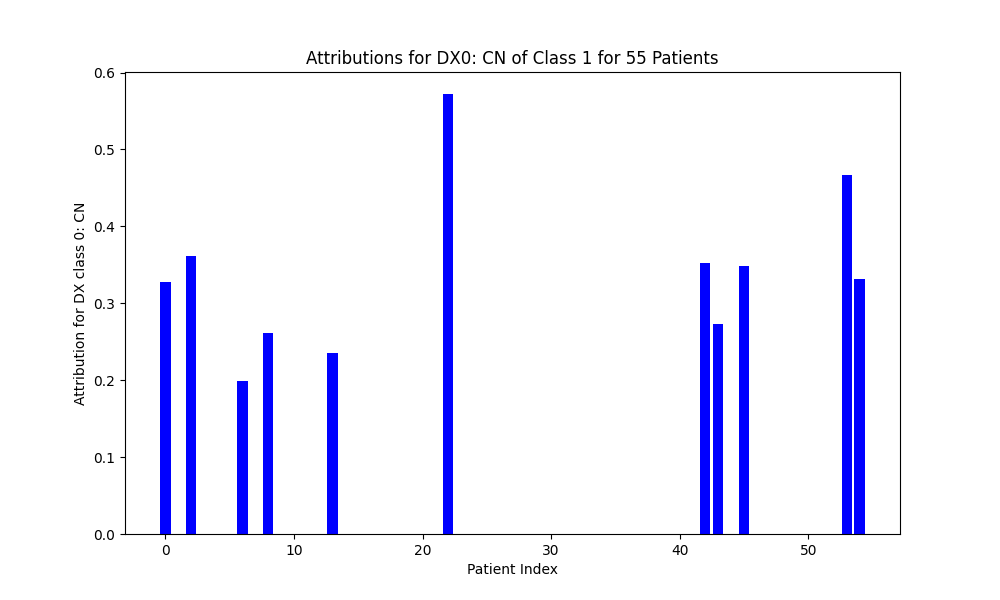 Attributions for DX0: CN of Class 1 for 55 Patients
Attribution for DX class 0: CN
0.6
0.5
0.4
0.3
0.2
0.1
0.0
0 10 20 30 40 50
Patient Index